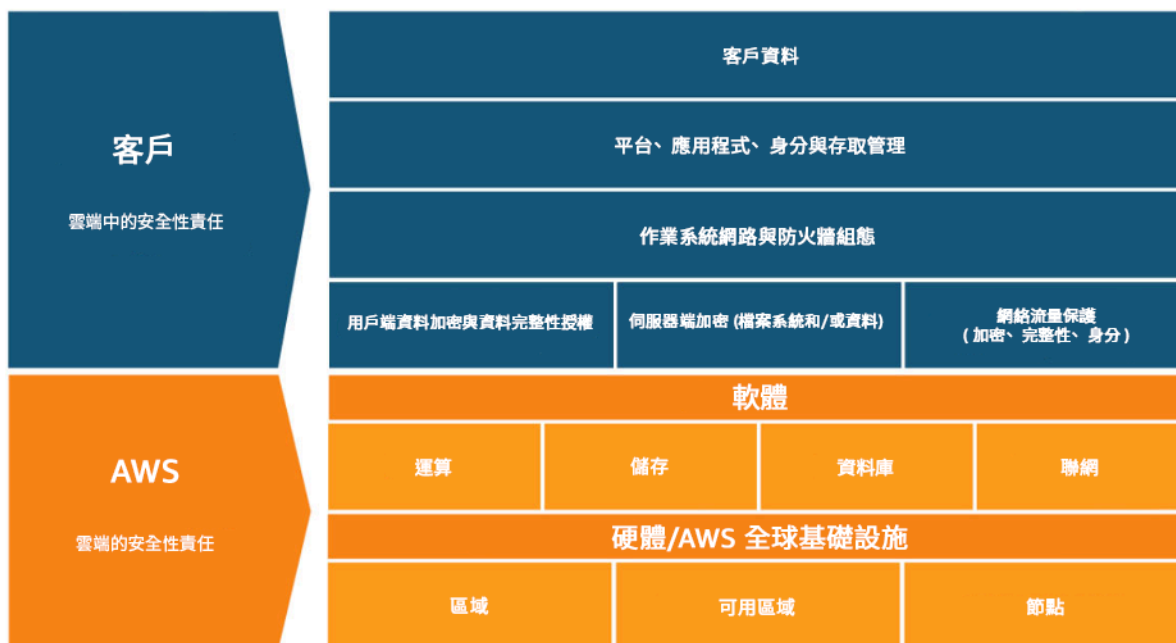 客戶
雲端中的安全性責任
客戶資料
平台、應用程式、身分與存取管理
作業系統網路與防火牆組態
用戶端資料加密與資料完整性授權
伺服器端加密 (檔案系統和/或資料)
網絡流量保護
( 加密、完整性、身分 )
AWS
雲端的安全性責任
軟體
運算
儲存
資料庫
聯網
硬體/AWS 全球基礎設施
區域
可用區域
節點